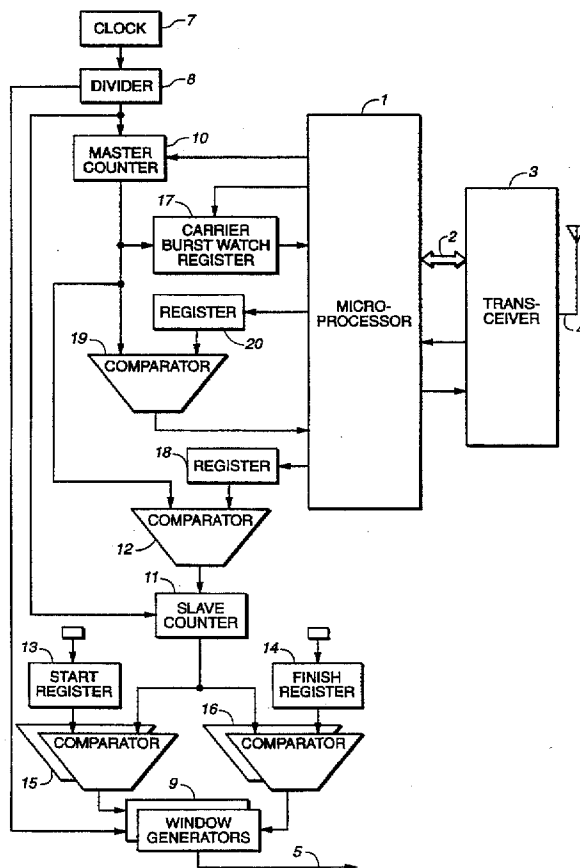 CLOCK
7
DIVIDER
8
1
MASTER
COUNTER
10
3
17
CARRIER
BURST WATCH
REGISTER
2
MICRO-
PROCESSOR
TRANS-
CEIVER
4
REGISTER
20
19
COMPARATOR
18
REGISTER
COMPARATOR
12
11
SLAVE
COUNTER
13
START
REGISTER
14
FINISH
REGISTER
16
COMPARATOR
COMPARATOR
15
9
WINDOW
GENERATORS
5